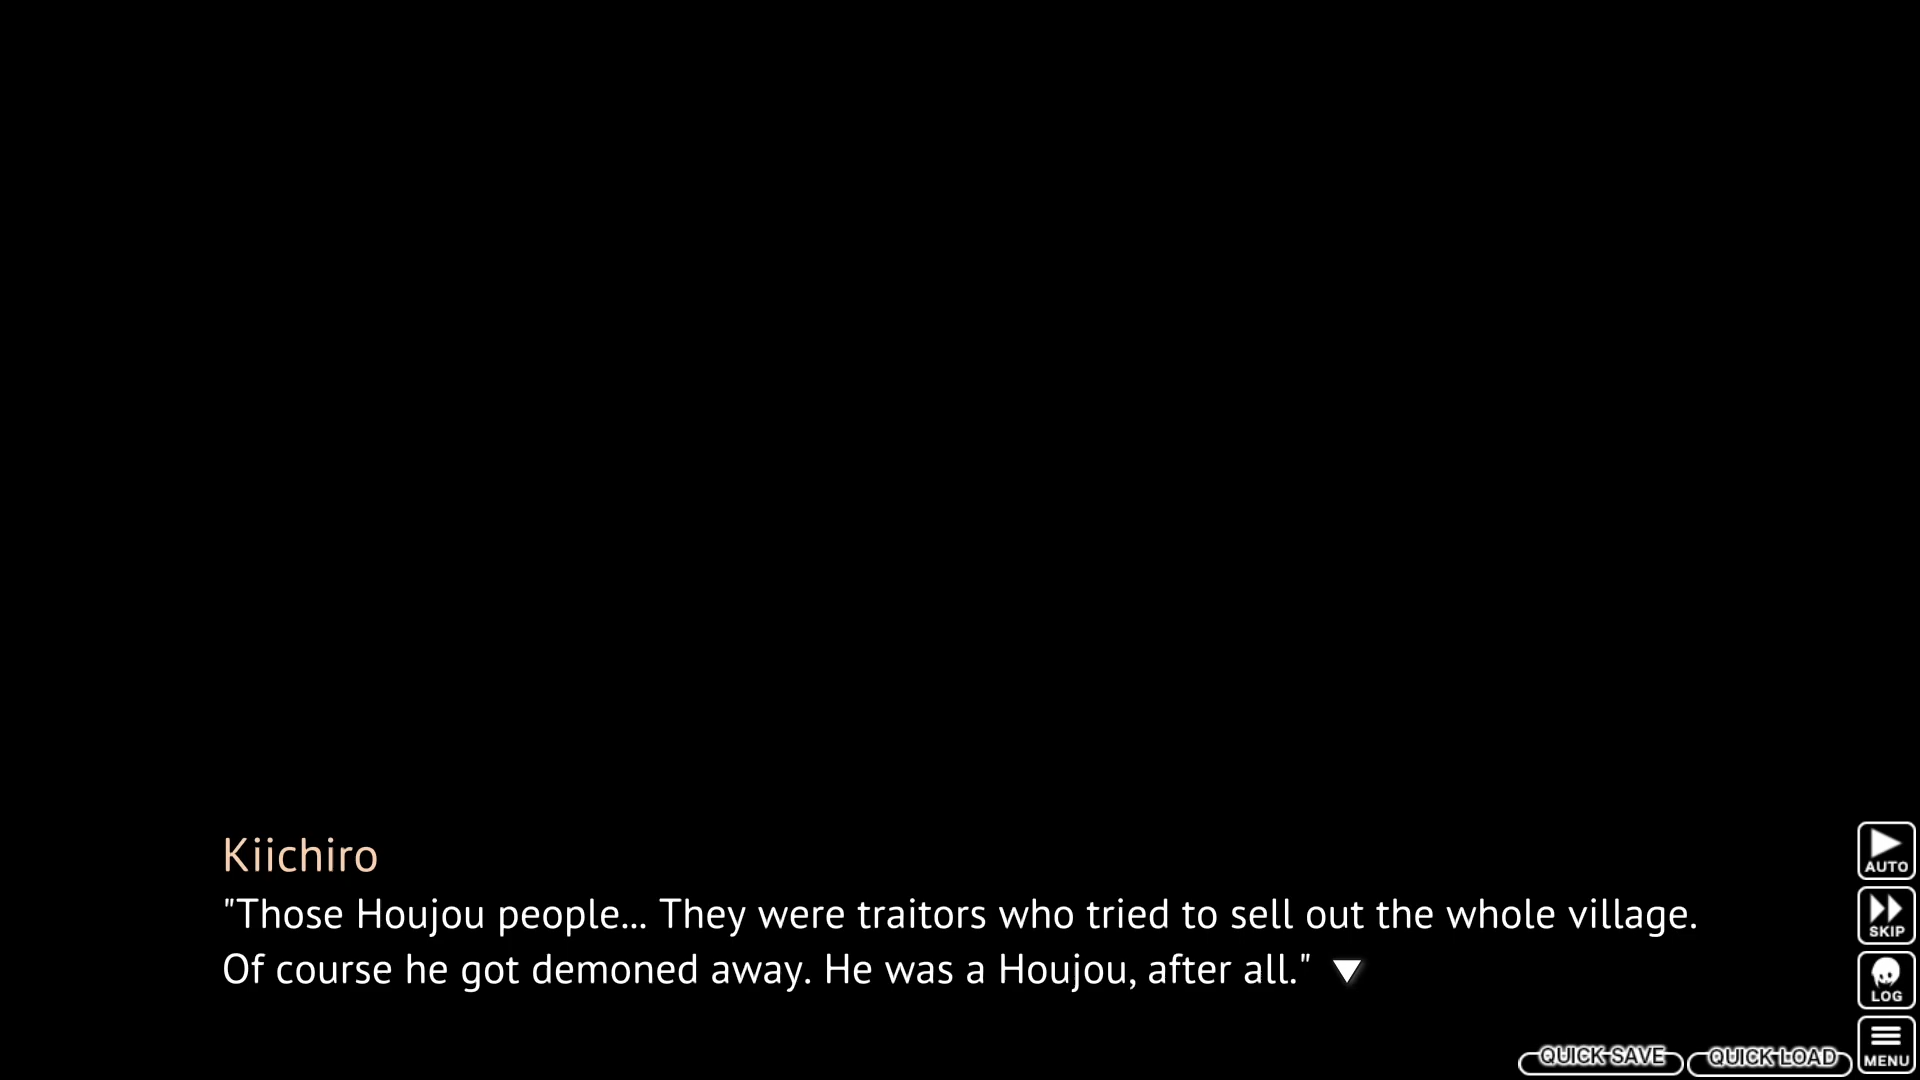 Kiichiro
"Those Houjou people... They were traitors who tried to sell out the whole village.
Of course he got demoned away. He was a Houjou, after all."
AUTO
SKIP
LOG
MENU
QUICK SAVE
QUICK LOAD